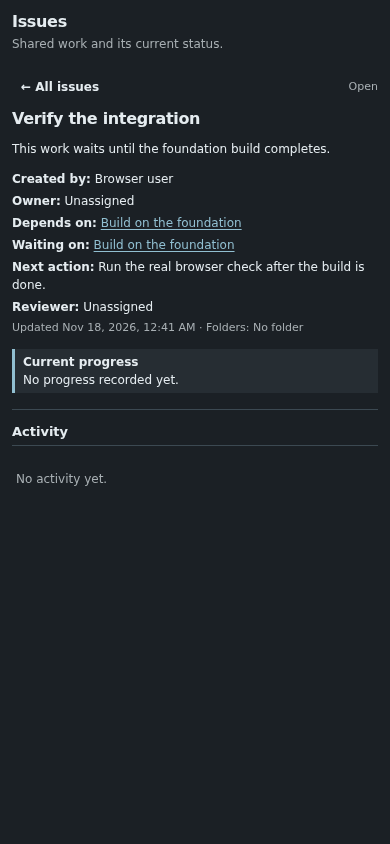 Issues
Shared work and its current status.
← All issues
Open
Verify the integration
This work waits until the foundation build completes.
Created by: Browser user
Owner: Unassigned
Depends on: Build on the foundation
Waiting on: Build on the foundation
Next action: Run the real browser check after the build is
done.
Reviewer: Unassigned
Updated Nov 18, 2026, 12:41 AM · Folders: No folder
Current progress
No progress recorded yet.
Activity
No activity yet.